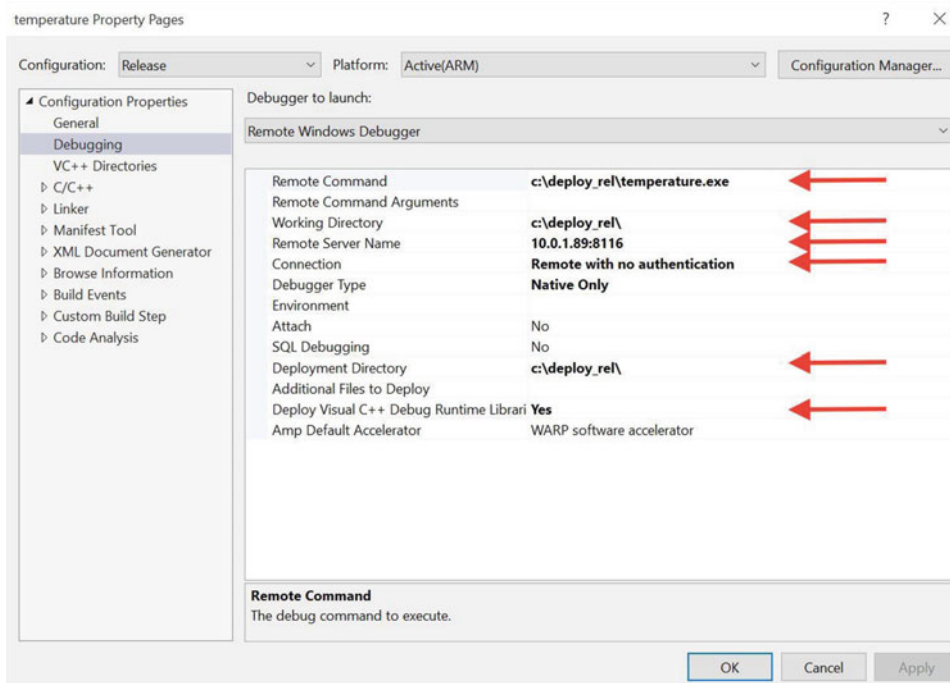 temperature Property Pages ? ×
Configuration: Release Platform: Active(ARM) Configuration Manager...
Configuration Properties
General
Debugging
VC++ Directories
C/C++
Linker
Manifest Tool
XML Document Generator
Browse Information
Build Events
Custom Build Step
Code Analysis
Debugger to launch:
Remote Windows Debugger
Remote Command c:\deploy_rel\temperature.exe
Remote Command Arguments
Working Directory c:\deploy_rel\
Remote Server Name 10.0.1.89:8116
Connection Remote with no authentication
Debugger Type Native Only
Environment
Attach No
SQL Debugging No
Deployment Directory c:\deploy_rel\
Additional Files to Deploy
Deploy Visual C++ Debug Runtime Librari Yes
Amp Default Accelerator WARP software accelerator
Remote Command
The debug command to execute.
OK Cancel Apply